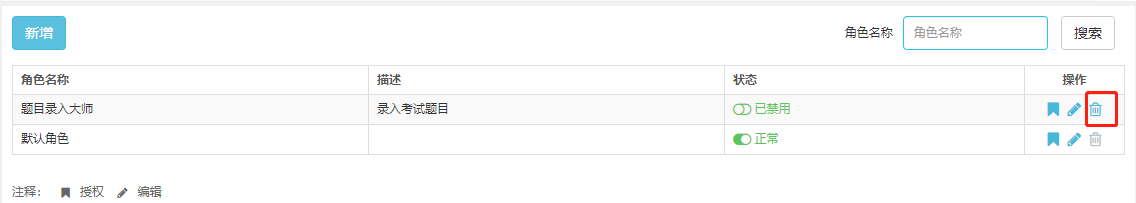 新增 角色名称 角色名称 搜索
角色名称 描述 状态 操作
题目录入大师 录入考试题目 已禁用
默认角色 正常
注释： 授权 编辑